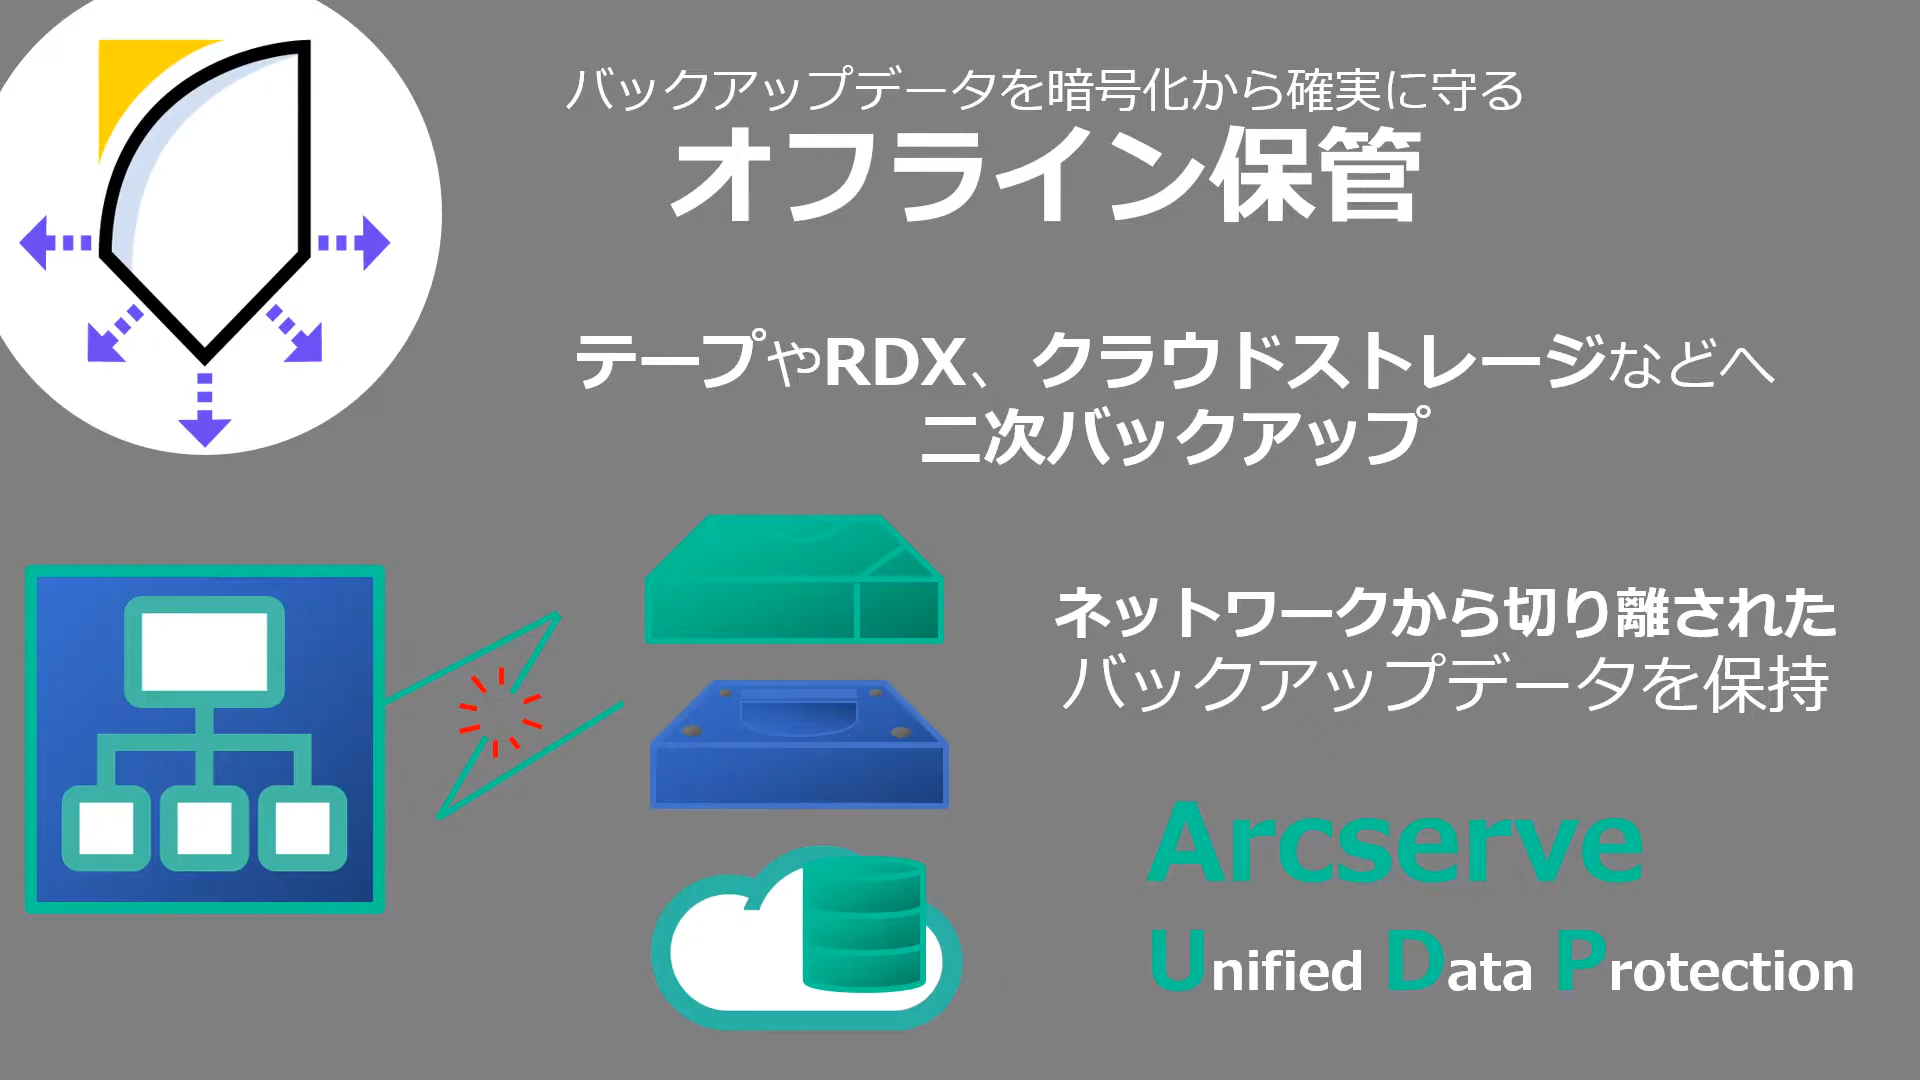 バックアップデータを暗号化から確実に守る
オフライン保管
テープやRDX、クラウドストレージなどへ
二次バックアップ
ネットワークから切り離された
バックアップデータを保持
Arcserve
Unified Data Protection